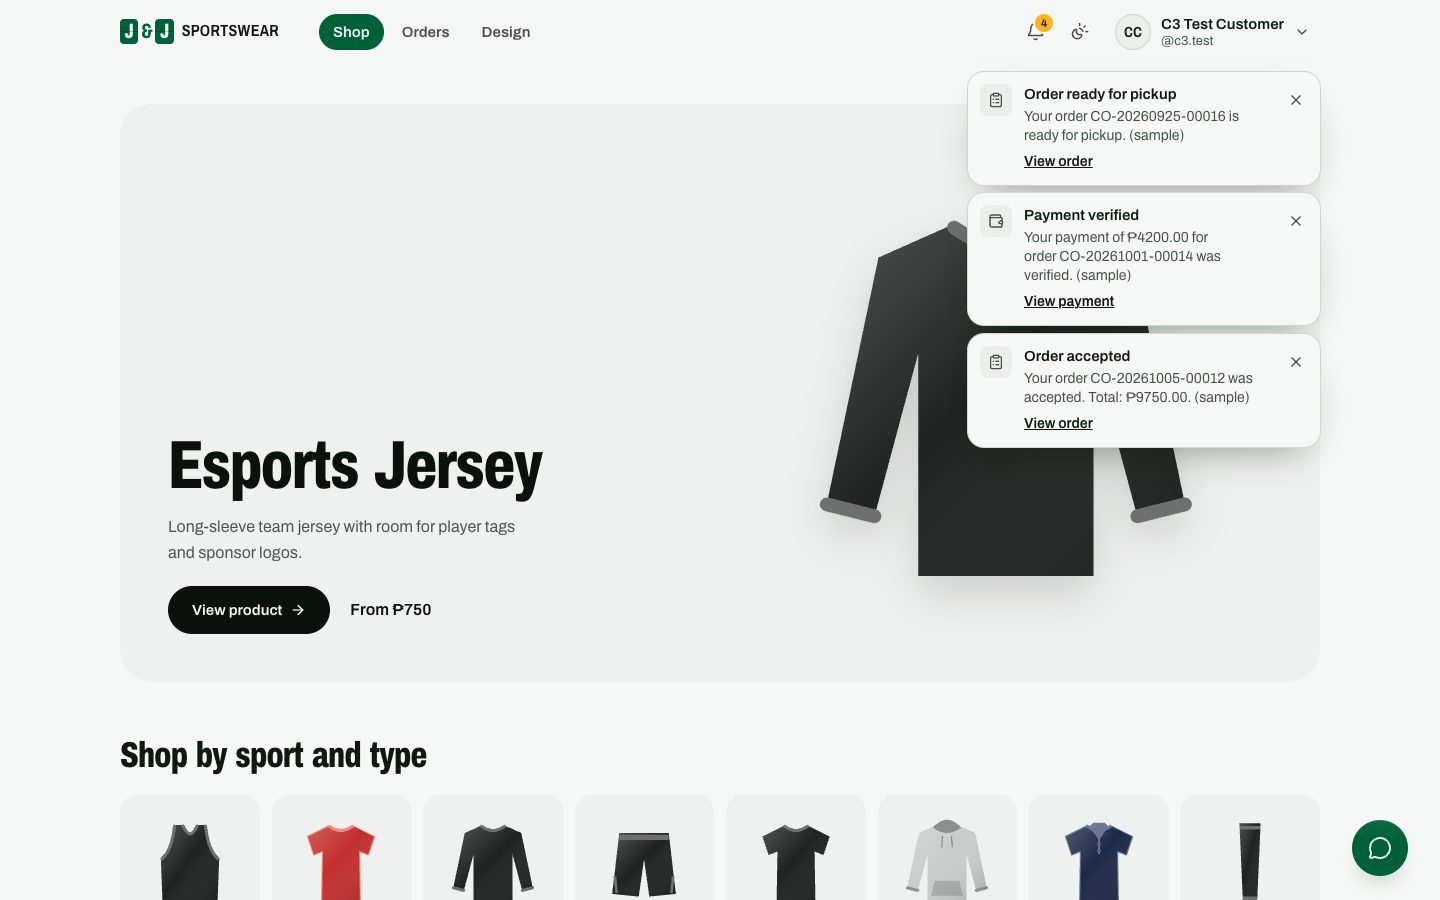 J & J SPORTSWEAR
Shop
Orders
Design
4
CC
C3 Test Customer
@c3.test
Order ready for pickup
Your order CO-20260925-00016 is
ready for pickup. (sample)
View order
Payment verified
Your payment of ₱4200.00 for
order CO-20261001-00014 was
verified. (sample)
View payment
Order accepted
Your order CO-20261005-00012 was
accepted. Total: ₱9750.00. (sample)
View order
Esports Jersey
Long-sleeve team jersey with room for player tags
and sponsor logos.
View product
From ₱750
Shop by sport and type